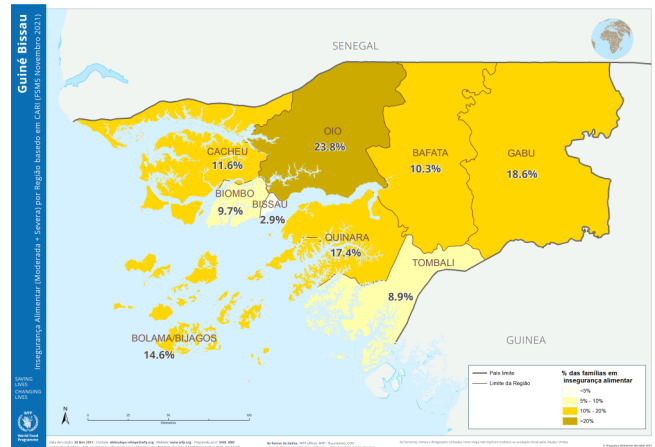 Guiné Bissau
Insegurança Alimentar (Moderada + Severa) por Região basedo em CARI (FSMS Novembro 2021)
SENEGAL
OIO
23.8%
CACHEU
11.6%
BAFATA
10.3%
GABU
18.6%
BIOMBO
9.7%
BISSAU
2.9%
QUINARA
17.4%
TOMBALI
8.9%
BOLAMA/BIJAGOS
14.6%
GUINEA
País limite
Limite da Região
% das famílias em
insegurança alimentar
<5%
5% - 10%
10% - 20%
>20%
SAVING
LIVES
CHANGING
LIVES
WFP
World Food
Programme
N